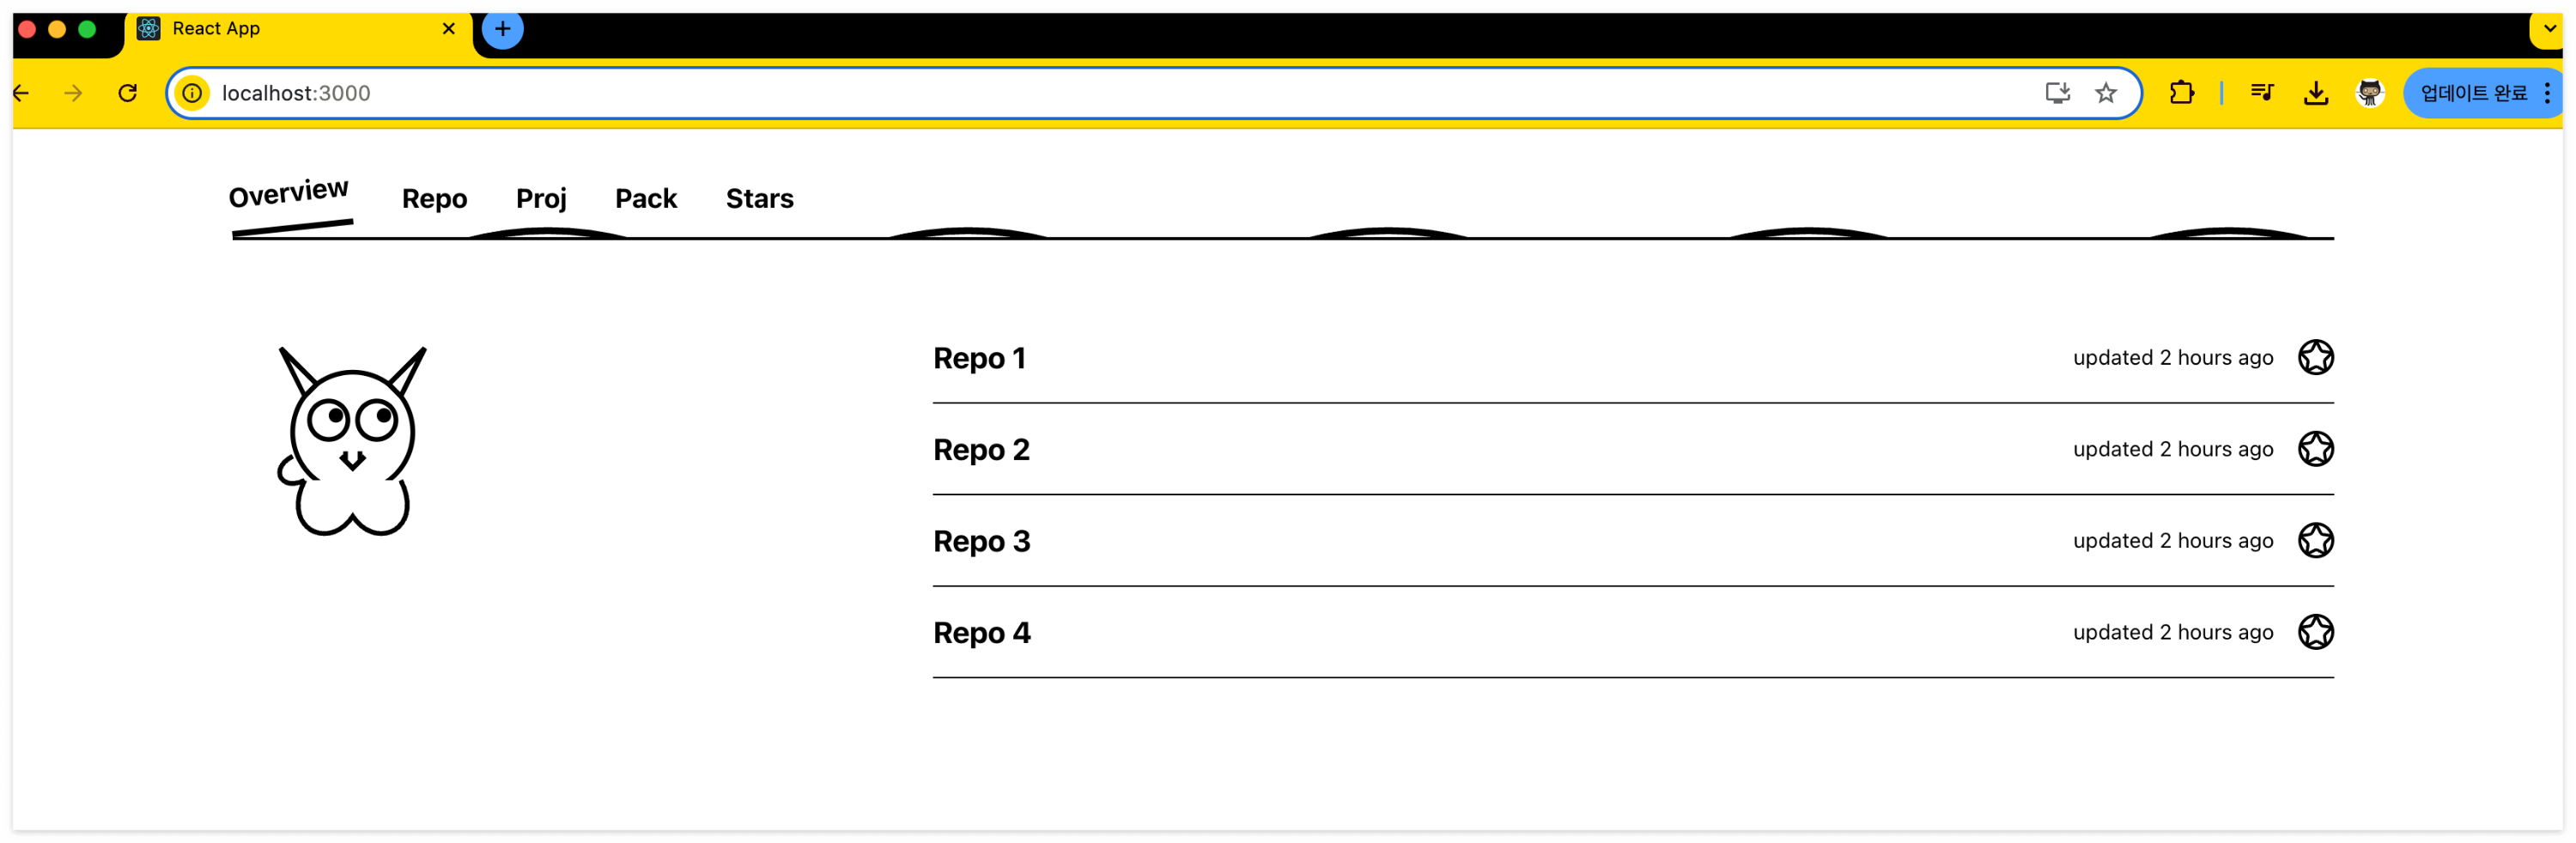 React App
localhost:3000
업데이트 완료
Overview Repo Proj Pack Stars
Repo 1 updated 2 hours ago
Repo 2 updated 2 hours ago
Repo 3 updated 2 hours ago
Repo 4 updated 2 hours ago